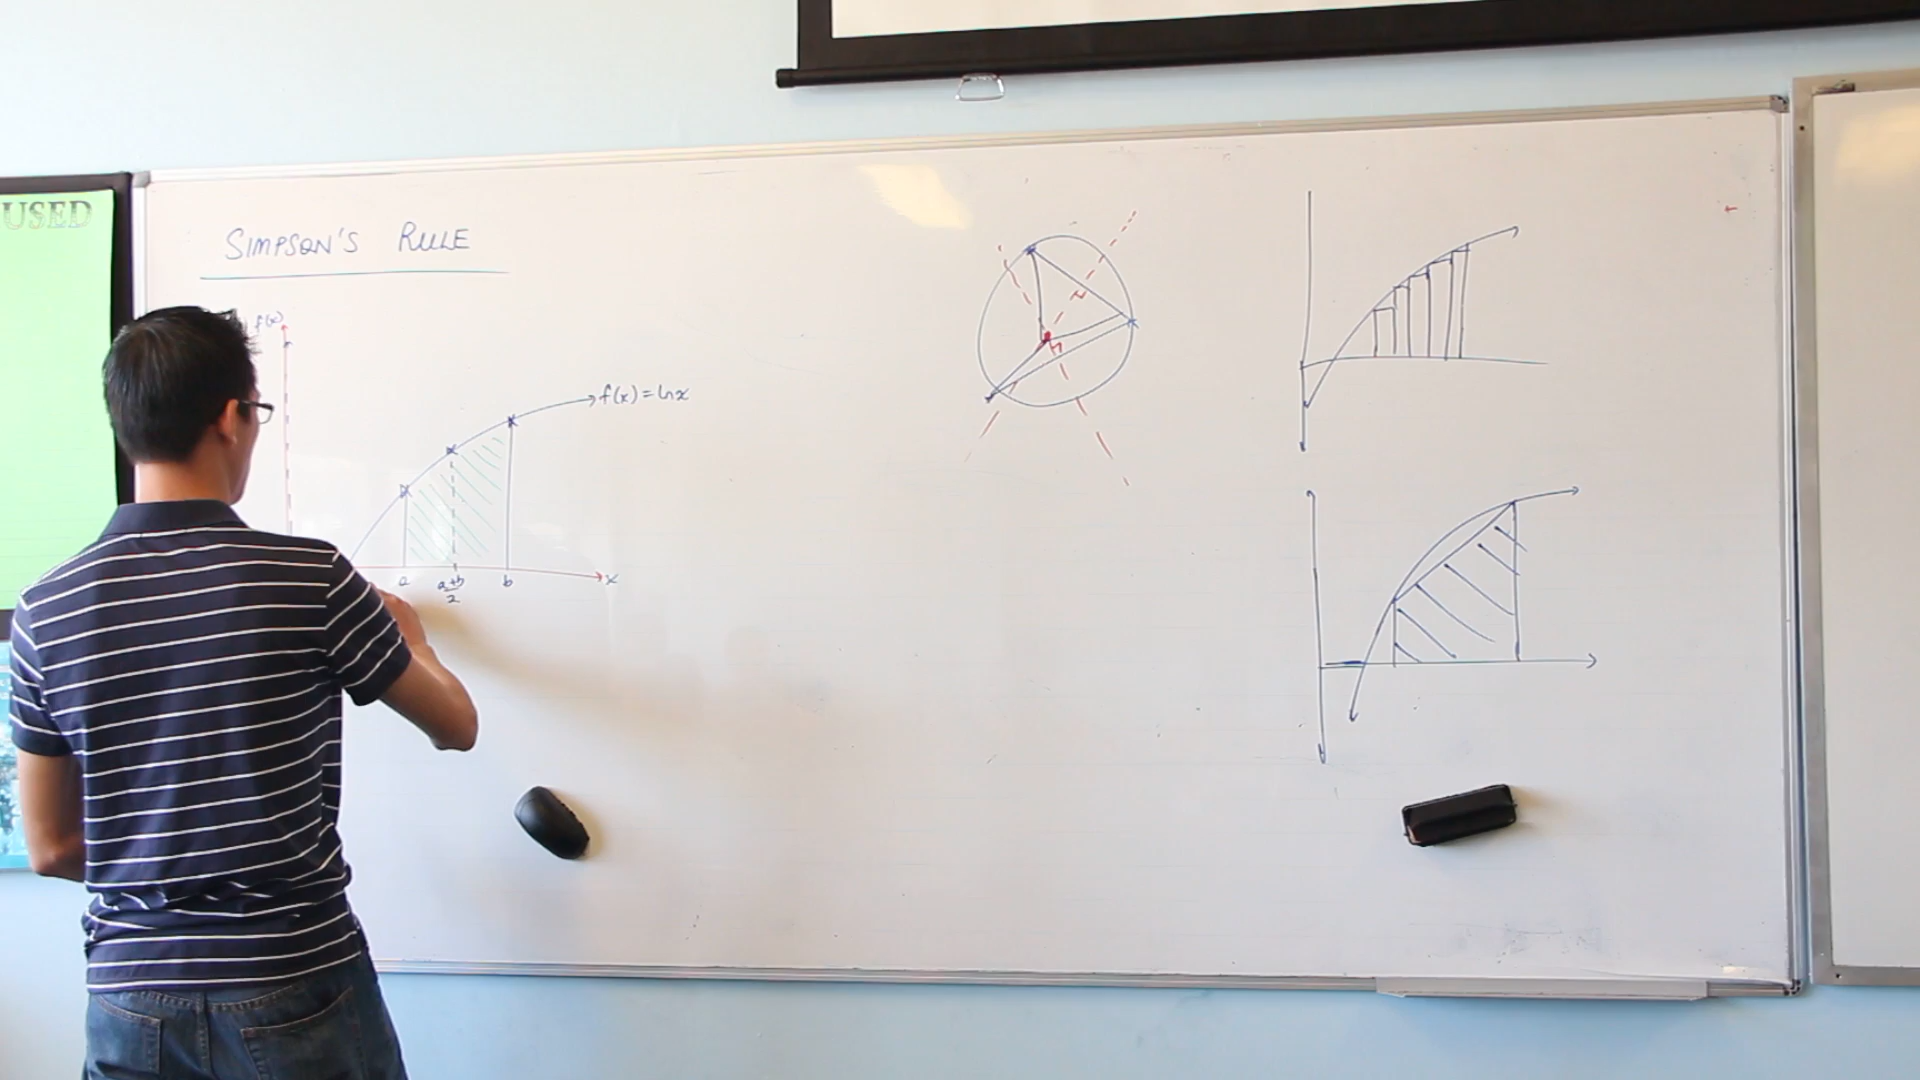 USED
SIMPSON'S RULE
f(x)
f(x) = ln x
a
a+b
2
b
x